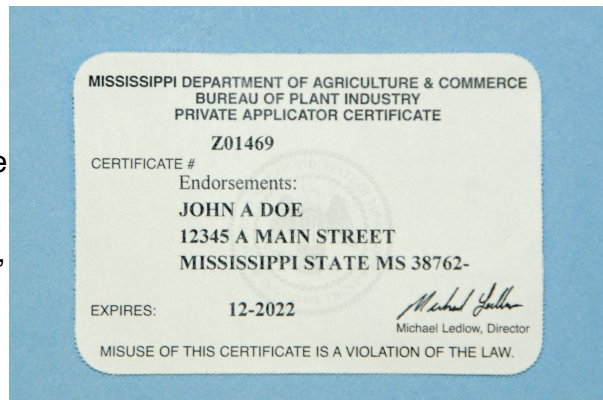 MISSISSIPPI DEPARTMENT OF AGRICULTURE & COMMERCE
BUREAU OF PLANT INDUSTRY
PRIVATE APPLICATOR CERTIFICATE
Z01469
CERTIFICATE #
Endorsements:
JOHN A DOE
12345 A MAIN STREET
MISSISSIPPI STATE MS 38762-
EXPIRES: 12-2022
Michael Ledlow, Director
MISUSE OF THIS CERTIFICATE IS A VIOLATION OF THE LAW.
e
,